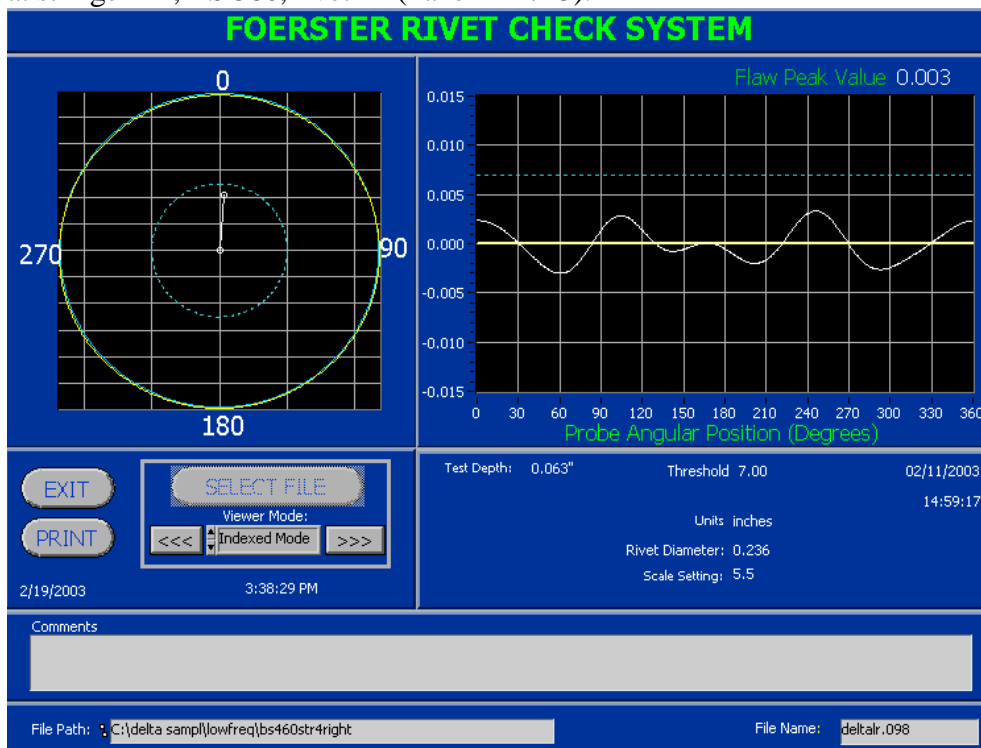 FOERSTER RIVET CHECK SYSTEM
0
270
90
180
Flaw Peak Value 0.003
0.015
0.010
0.005
0.000
-0.005
-0.010
-0.015
0 30 60 90 120 150 180 210 240 270 300 330 360
Probe Angular Position (Degrees)
EXIT
PRINT
SELECT FILE
Viewer Mode:
<<< Indexed Mode >>>
2/19/2003 3:38:29 PM
Test Depth: 0.063" Threshold 7.00 02/11/2003
14:59:17
Units inches
Rivet Diameter: 0.236
Scale Setting: 5.5
Comments
File Path: C:\delta sampl\lowfreq\bs460str4right File Name: deltalr.098